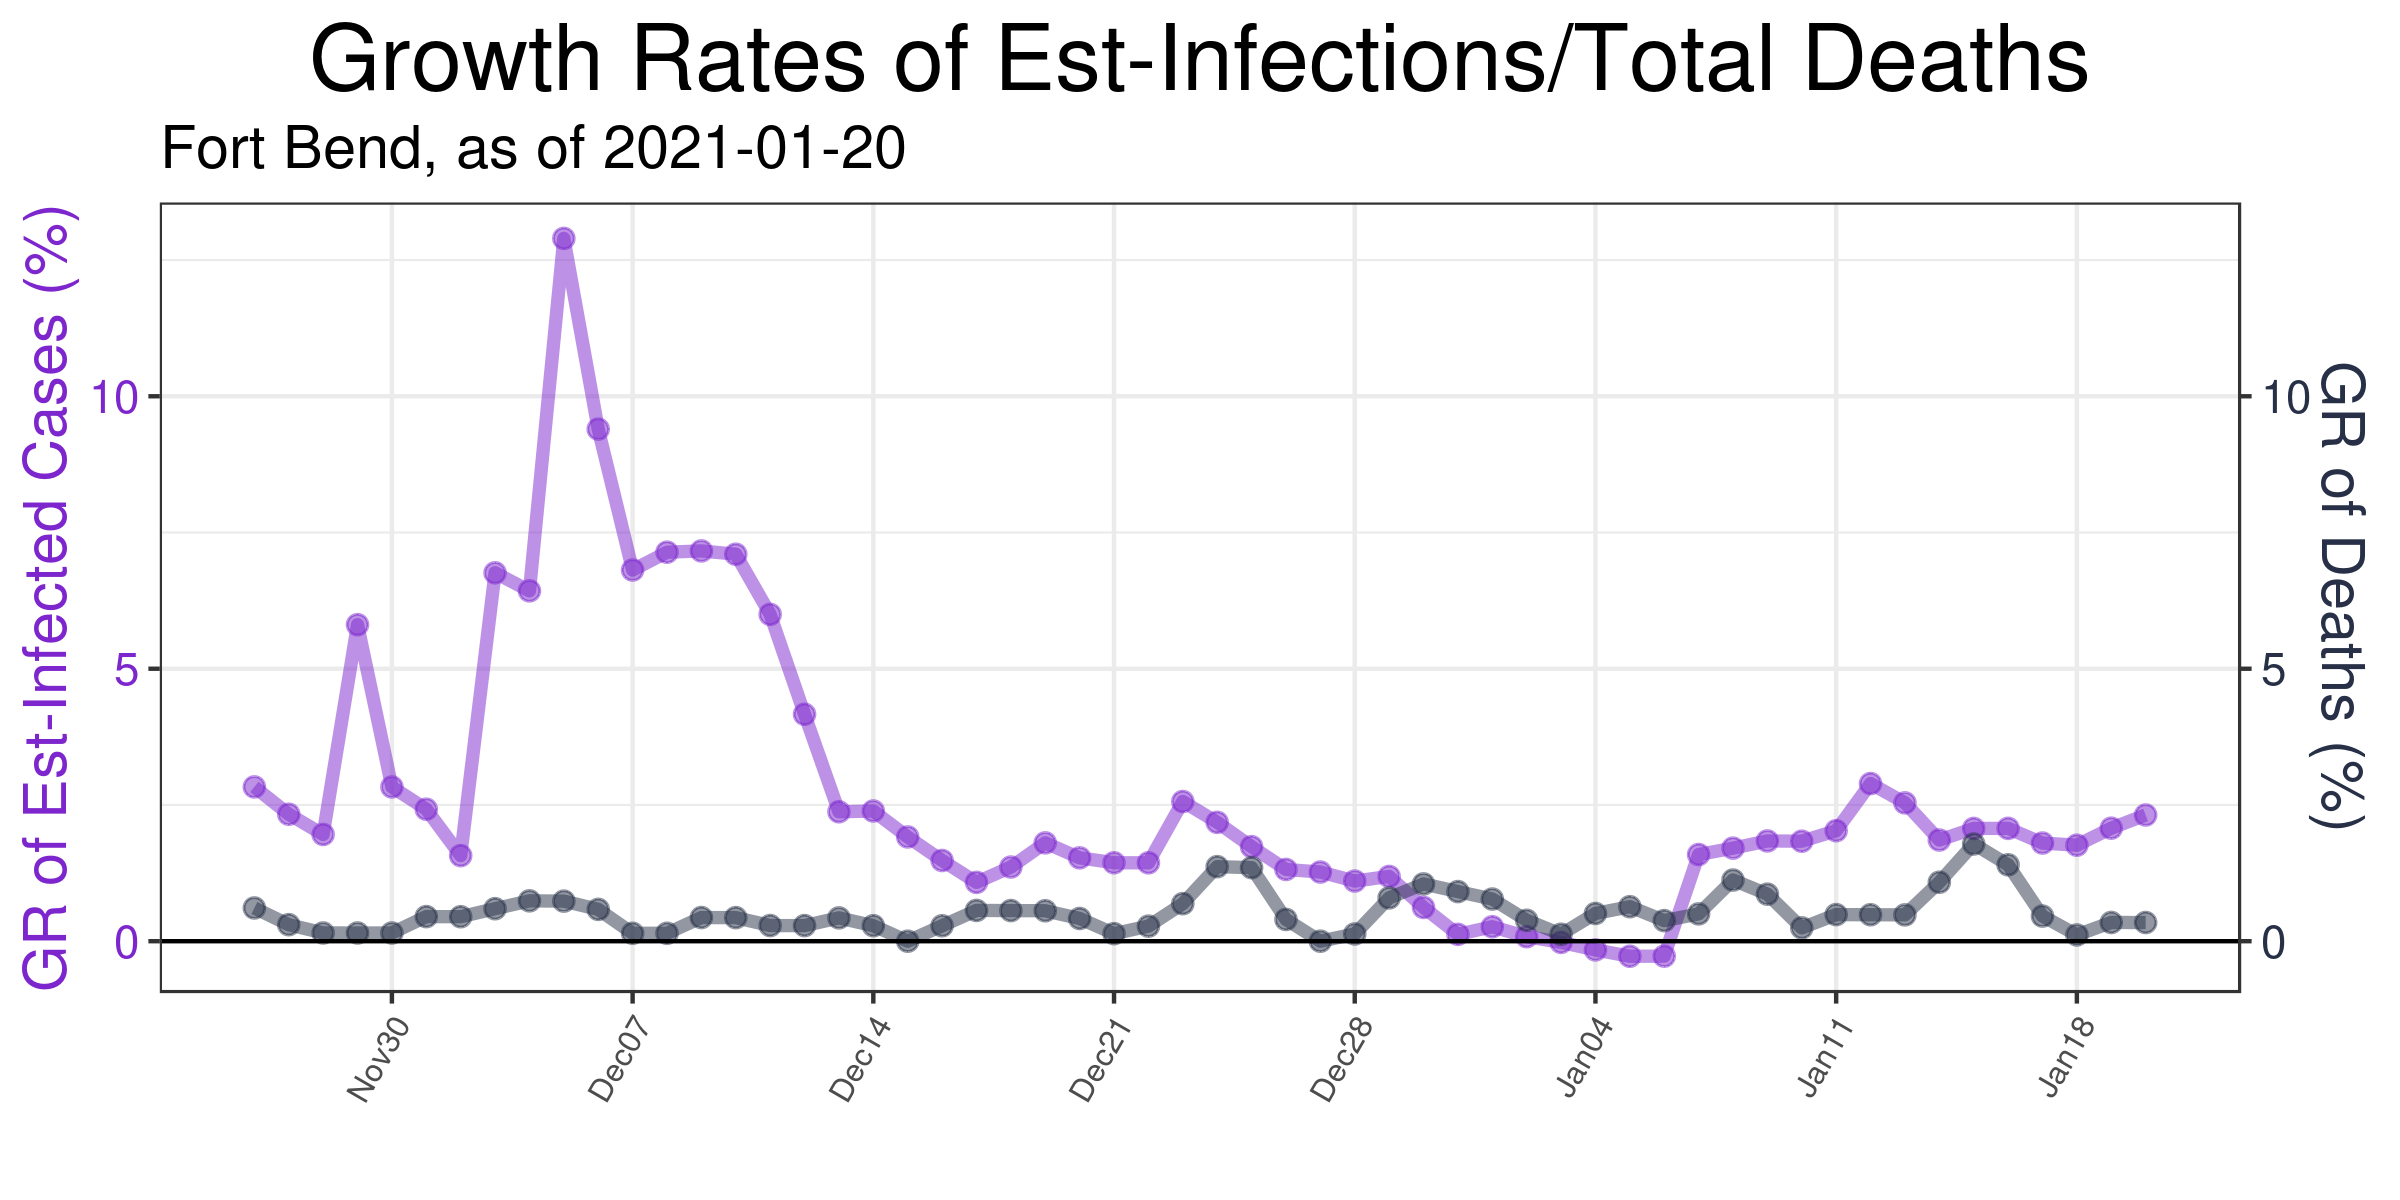 Growth Rates of Est-Infections/Total Deaths
Fort Bend, as of 2021-01-20
GR of Est-Infected Cases (%)
10
5
0
10
5
0
GR of Deaths (%)
Nov30
Dec07
Dec14
Dec21
Dec28
Jan04
Jan11
Jan18